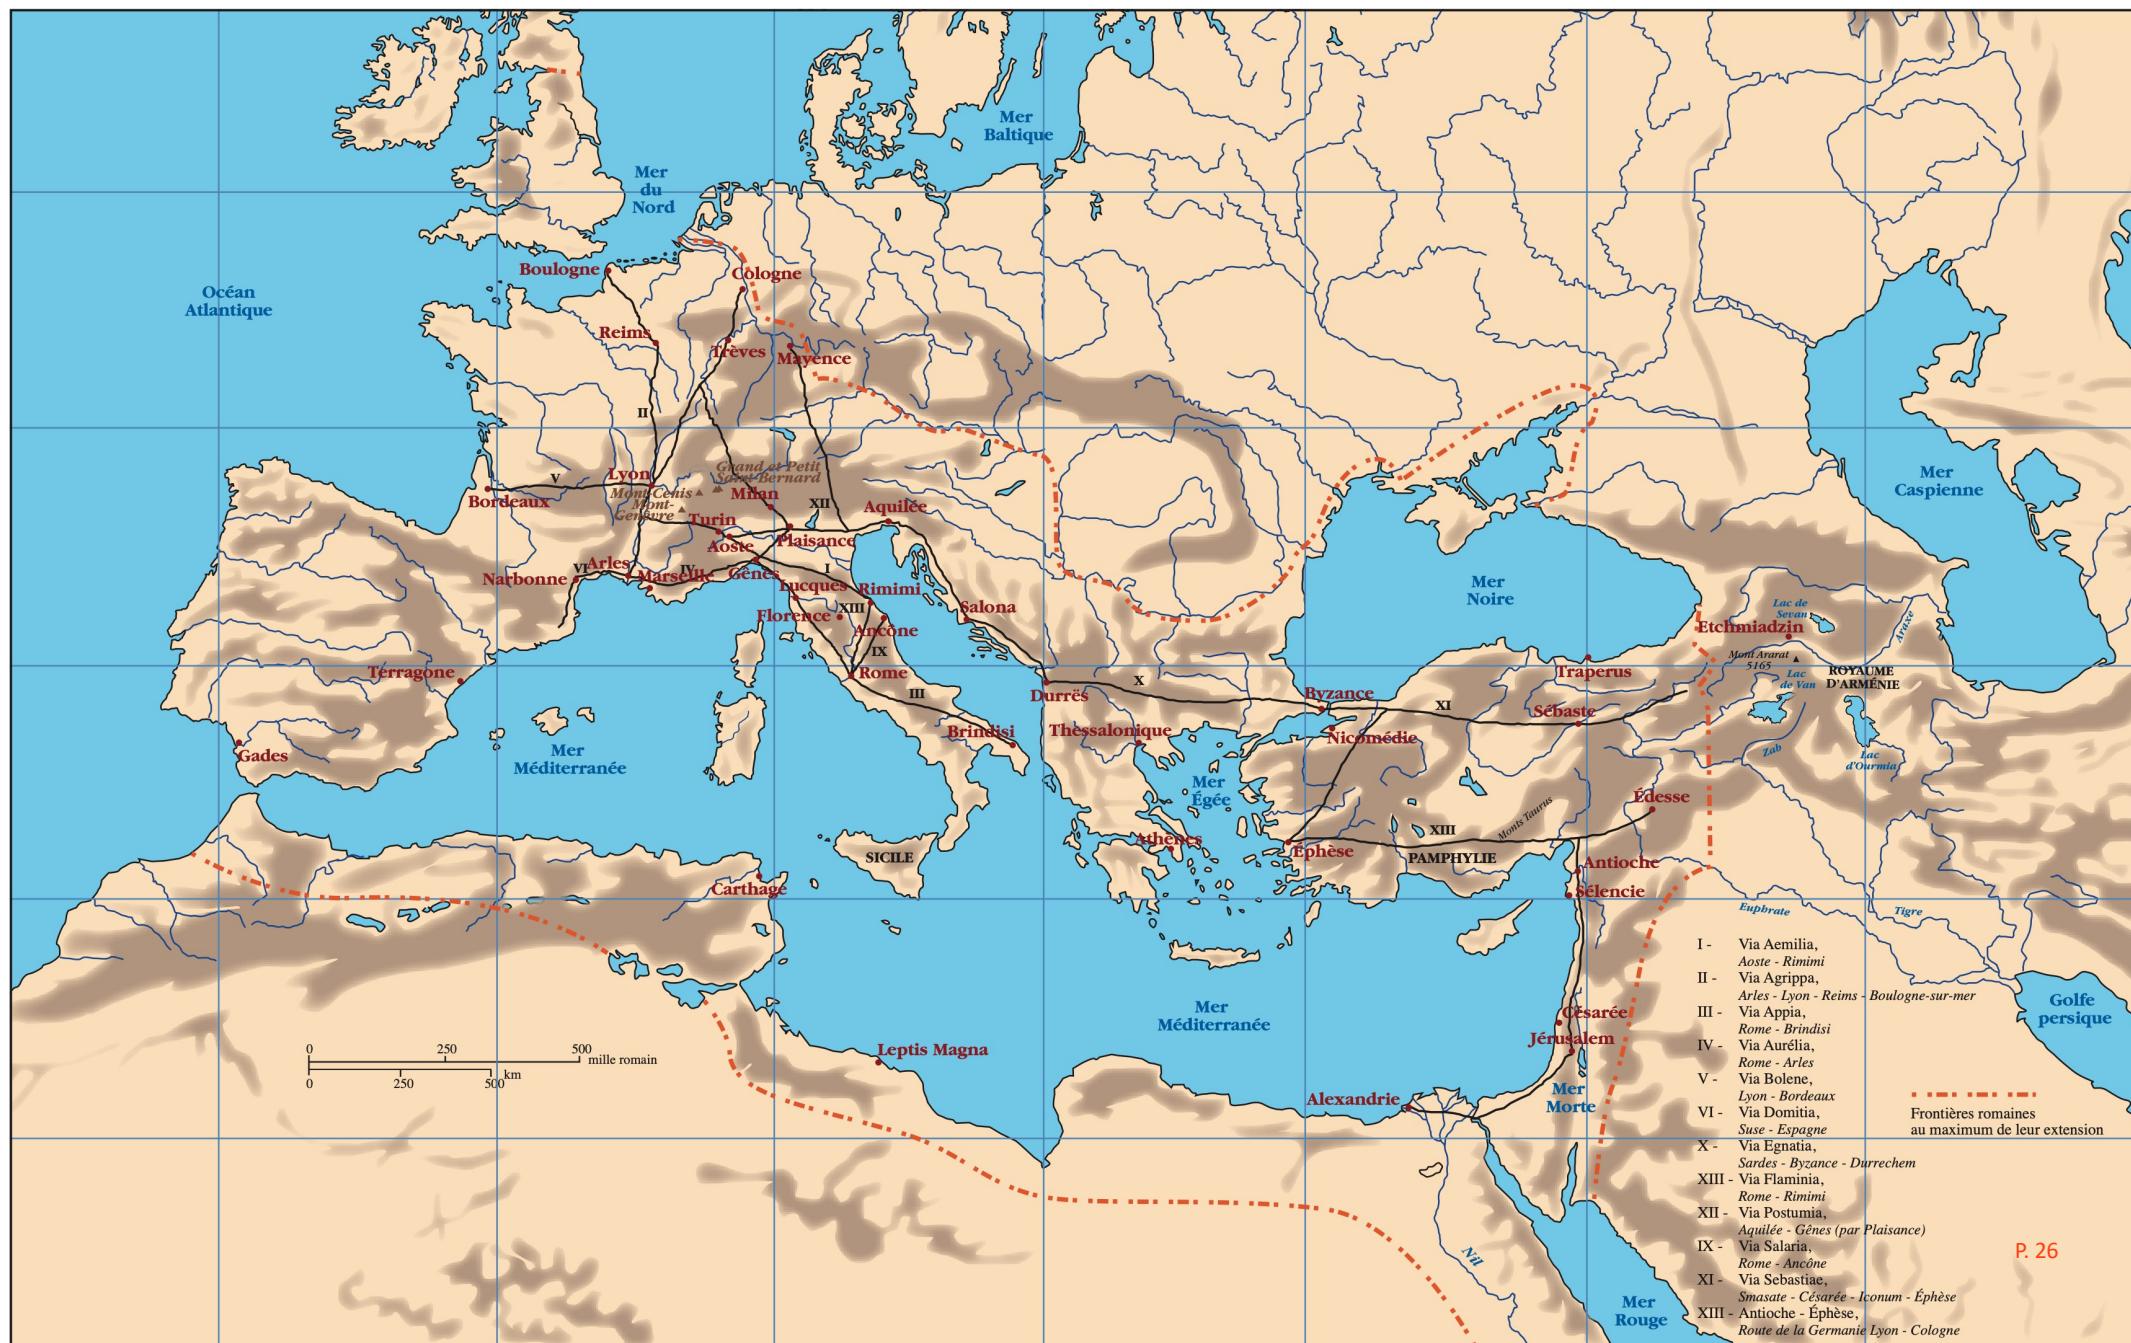 Mer
Baltique
Mer
du
Nord
Océan
Atlantique
Boulogne
Cologne
Reims
Trèves
Mayence
II
Grand et Petit
Saint-Bernard
Lyon
V
Mont-Cenis
Mont-
Genèvre
Milan
Bordeaux
XII
Aquilée
Turin
Aoste
Plaisance
Mer
Caspienne
VI
Arles
Narbonne
Marseille
IV
Gênes
I
Lucques
Rimimi
XIII
Florence
Ancône
IX
Salona
Mer
Noire
Lac de
Sevan
Etchmiadzin
Araxe
Mont Ararat
5165
Lac
de Van
ROYAUME
D'ARMÉNIE
Traperus
Térragone
Rome
III
Durrës
X
Byzance
XI
Sébaste
Brindisi
Thessalonique
Nicomédie
Gades
Mer
Méditerranée
Zab
Lac
d'Ourmia
Mer
Égée
Édesse
Monts Taurus
XIII
Athènes
Éphèse
PAMPHYLIE
SICILE
Antioche
Carthage
Sélencie
Euphrate
Tigre
Mer
Méditerranée
Césarée
Jérusalem
Golfe
persique
Leptis Magna
0 250 500 mille romain
0 250 500 km
Alexandrie
Mer
Morte
Nil
Mer
Rouge
I - Via Aemilia,
Aoste - Rimimi
II - Via Agrippa,
Arles - Lyon - Reims - Boulogne-sur-mer
III - Via Appia,
Rome - Brindisi
IV - Via Aurélia,
Rome - Arles
V - Via Bolene,
Lyon - Bordeaux
VI - Via Domitia,
Suse - Espagne
X - Via Egnatia,
Sardes - Byzance - Durrechem
XIII - Via Flaminia,
Rome - Rimimi
XII - Via Postumia,
Aquilée - Gênes (par Plaisance)
IX - Via Salaria,
Rome - Ancône
XI - Via Sebastiae,
Smasate - Césarée - Iconum - Éphèse
XIII - Antioche - Éphèse,
Route de la Germanie Lyon - Cologne
Frontières romaines
au maximum de leur extension
P. 26